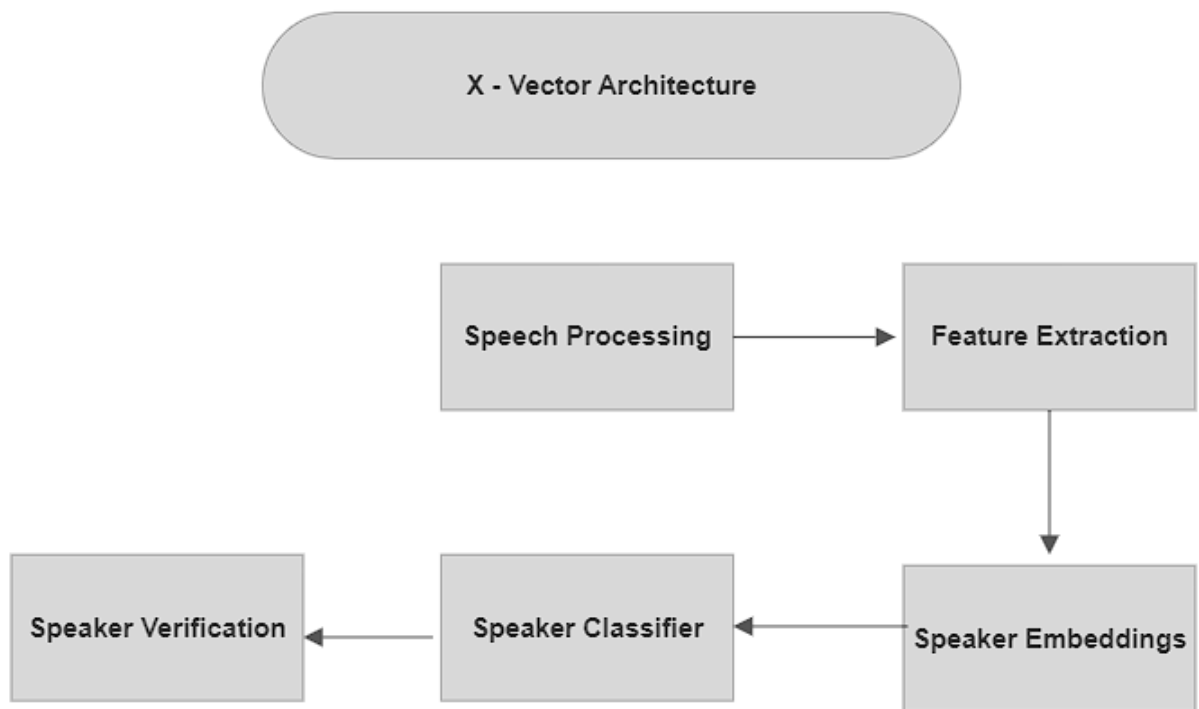 X - Vector Architecture
Speech Processing
Feature Extraction
Speaker Embeddings
Speaker Classifier
Speaker Verification